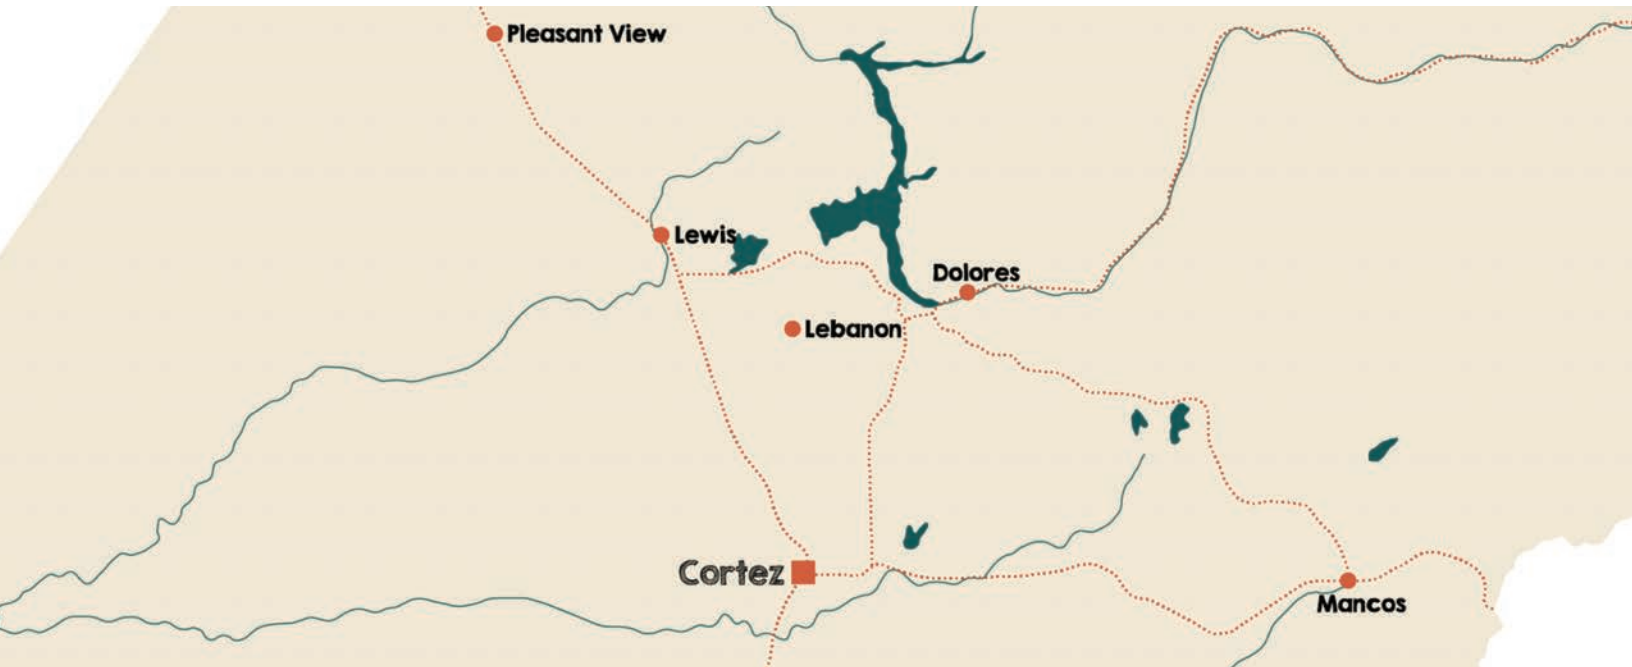 Pleasant View
Lewis
Dolores
Lebanon
Cortez
Mancos